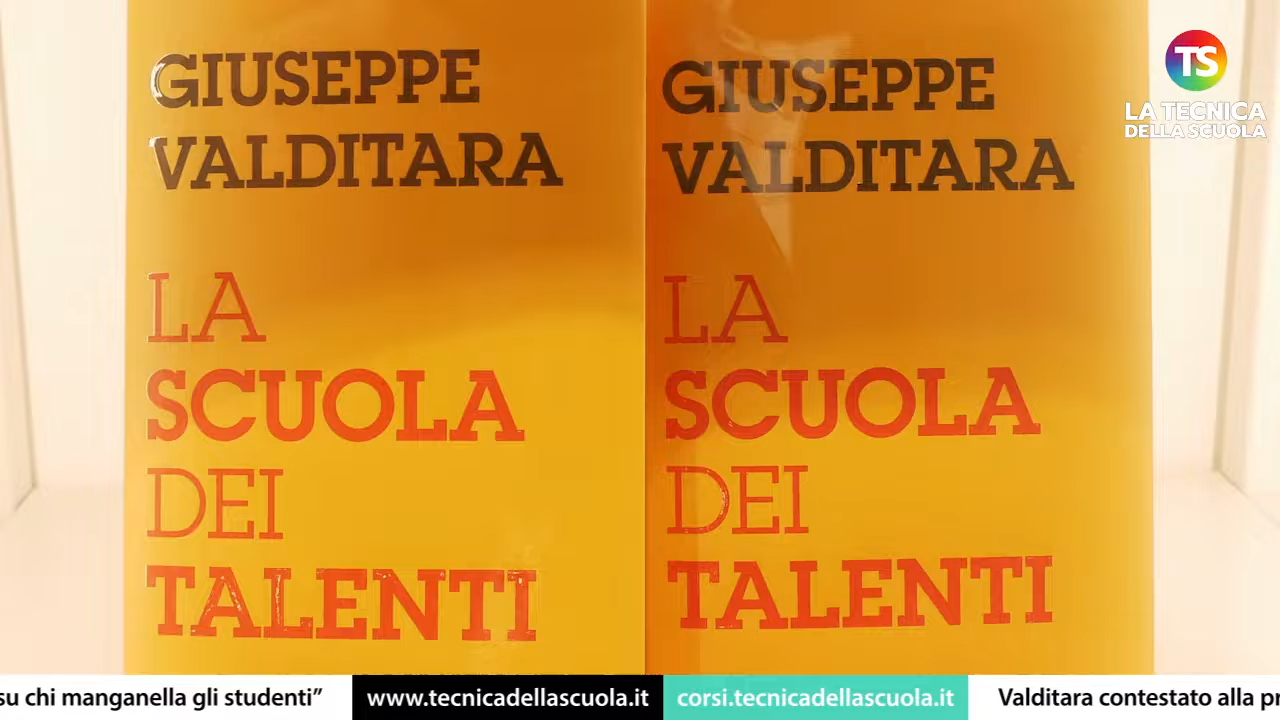 GIUSEPPE
VALDITARA
LA
SCUOLA
DEI
TALENTI
GIUSEPPE
VALDITARA
LA
SCUOLA
DEI
TALENTI
TS
LA TECNICA
DELLA SCUOLA
su chi manganella gli studenti” www.tecnicadellascuola.it corsi.tecnicadellascuola.it Valditara contestato alla pr